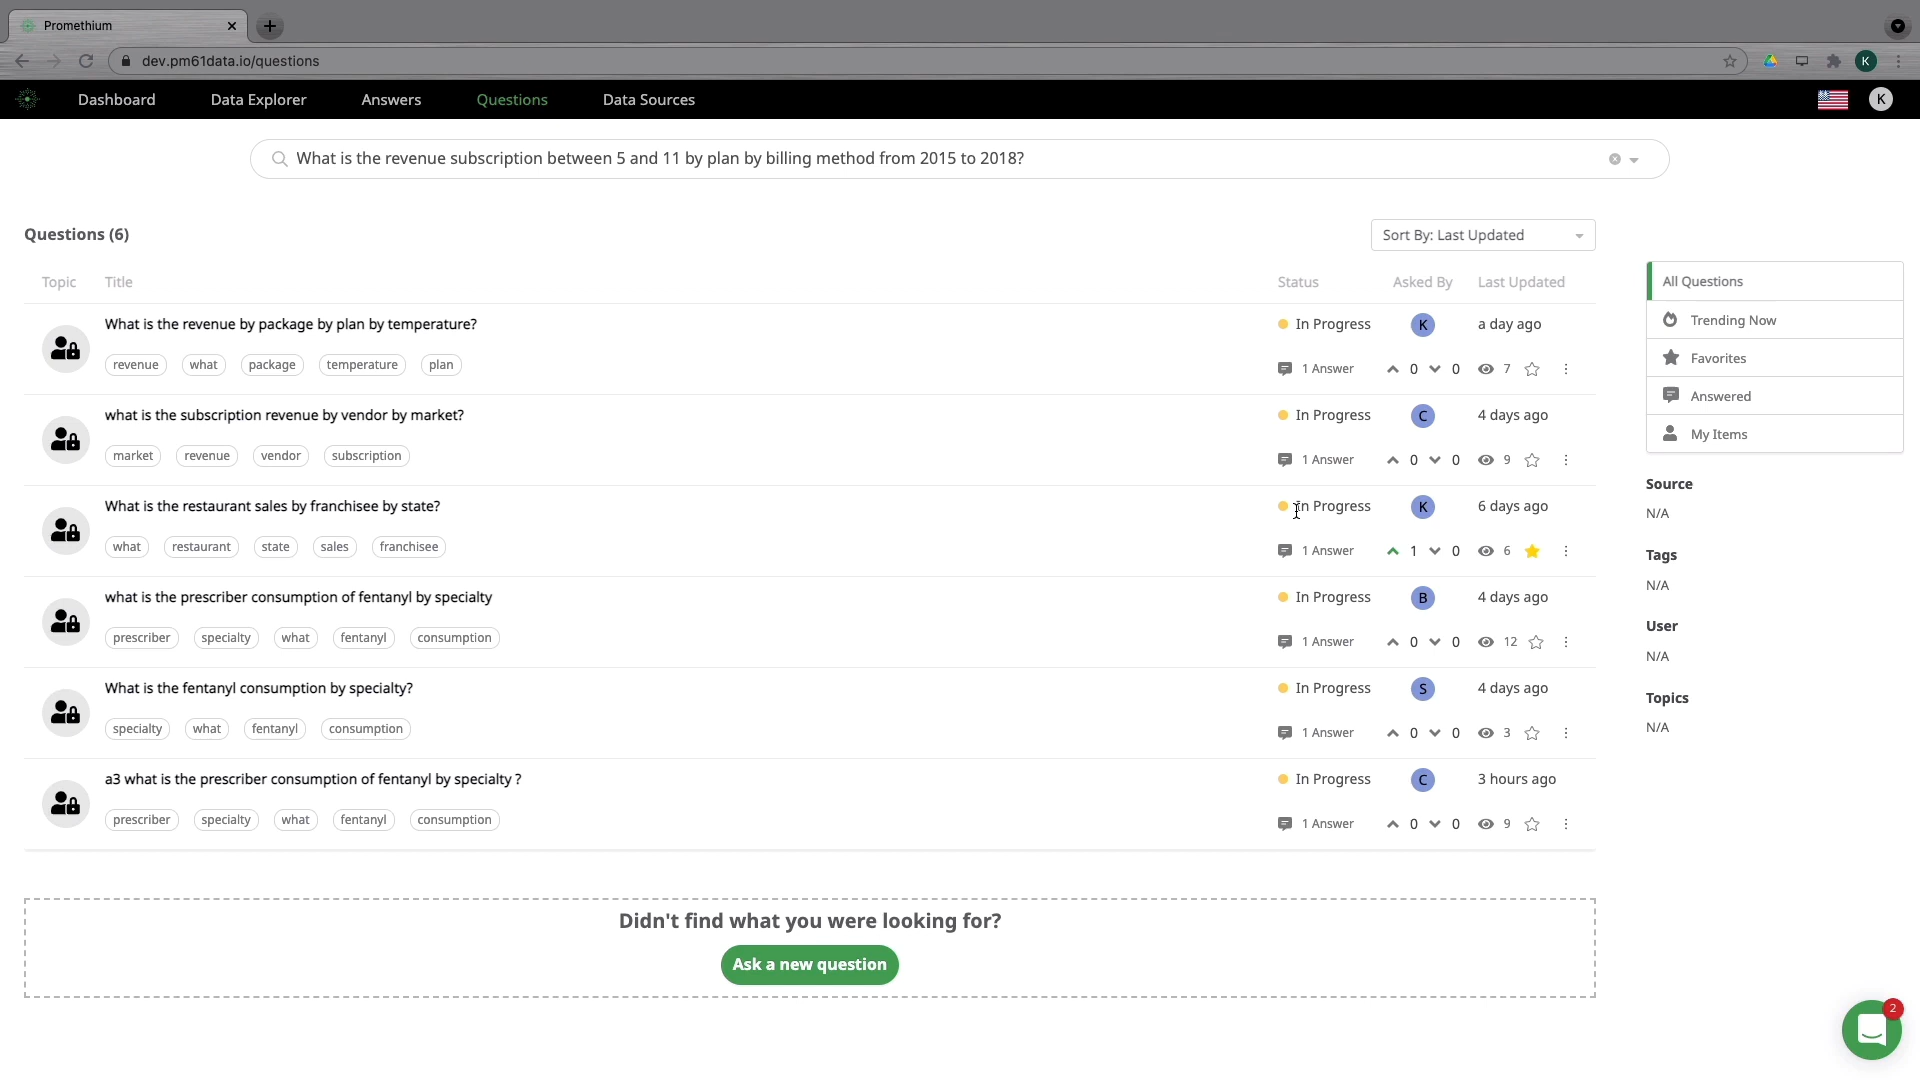 Promethium
dev.pm61data.io/questions
K
Dashboard Data Explorer Answers Questions Data Sources K
What is the revenue subscription between 5 and 11 by plan by billing method from 2015 to 2018?
Questions (6)
Sort By: Last Updated
Topic Title Status Asked By Last Updated
What is the revenue by package by plan by temperature? In Progress K a day ago
revenue what package temperature plan 1 Answer 0 0 7
what is the subscription revenue by vendor by market? In Progress C 4 days ago
market revenue vendor subscription 1 Answer 0 0 9
What is the restaurant sales by franchisee by state? In Progress K 6 days ago
what restaurant state sales franchisee 1 Answer 1 0 6
what is the prescriber consumption of fentanyl by specialty In Progress B 4 days ago
prescriber specialty what fentanyl consumption 1 Answer 0 0 12
What is the fentanyl consumption by specialty? In Progress S 4 days ago
specialty what fentanyl consumption 1 Answer 0 0 3
a3 what is the prescriber consumption of fentanyl by specialty ? In Progress C 3 hours ago
prescriber specialty what fentanyl consumption 1 Answer 0 0 9
All Questions
Trending Now
Favorites
Answered
My Items
Source
N/A
Tags
N/A
User
N/A
Topics
N/A
Didn't find what you were looking for?
Ask a new question
2